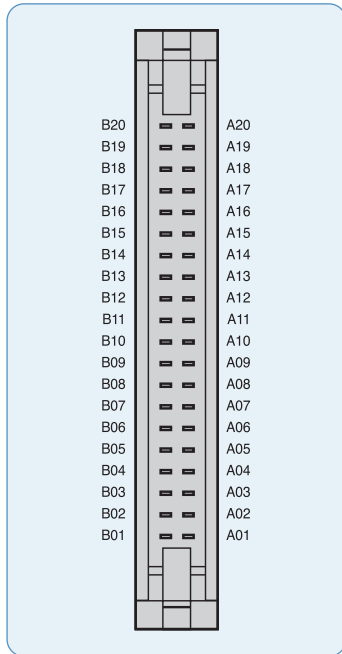 B20 A20
B19 A19
B18 A18
B17 A17
B16 A16
B15 A15
B14 A14
B13 A13
B12 A12
B11 A11
B10 A10
B09 A09
B08 A08
B07 A07
B06 A06
B05 A05
B04 A04
B03 A03
B02 A02
B01 A01